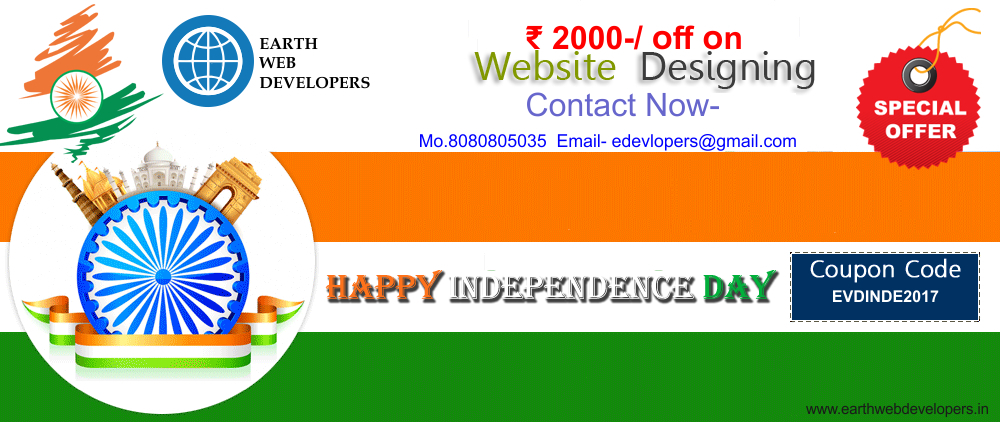 EARTH
WEB
DEVELOPERS
₹ 2000-/ off on
Website Designing
Contact Now-
Mo.8080805035 Email- edevlopers@gmail.com
SPECIAL
OFFER
HAPPY INDEPENDENCE DAY
Coupon Code
EVDINDE2017
www.earthwebdevelopers.in